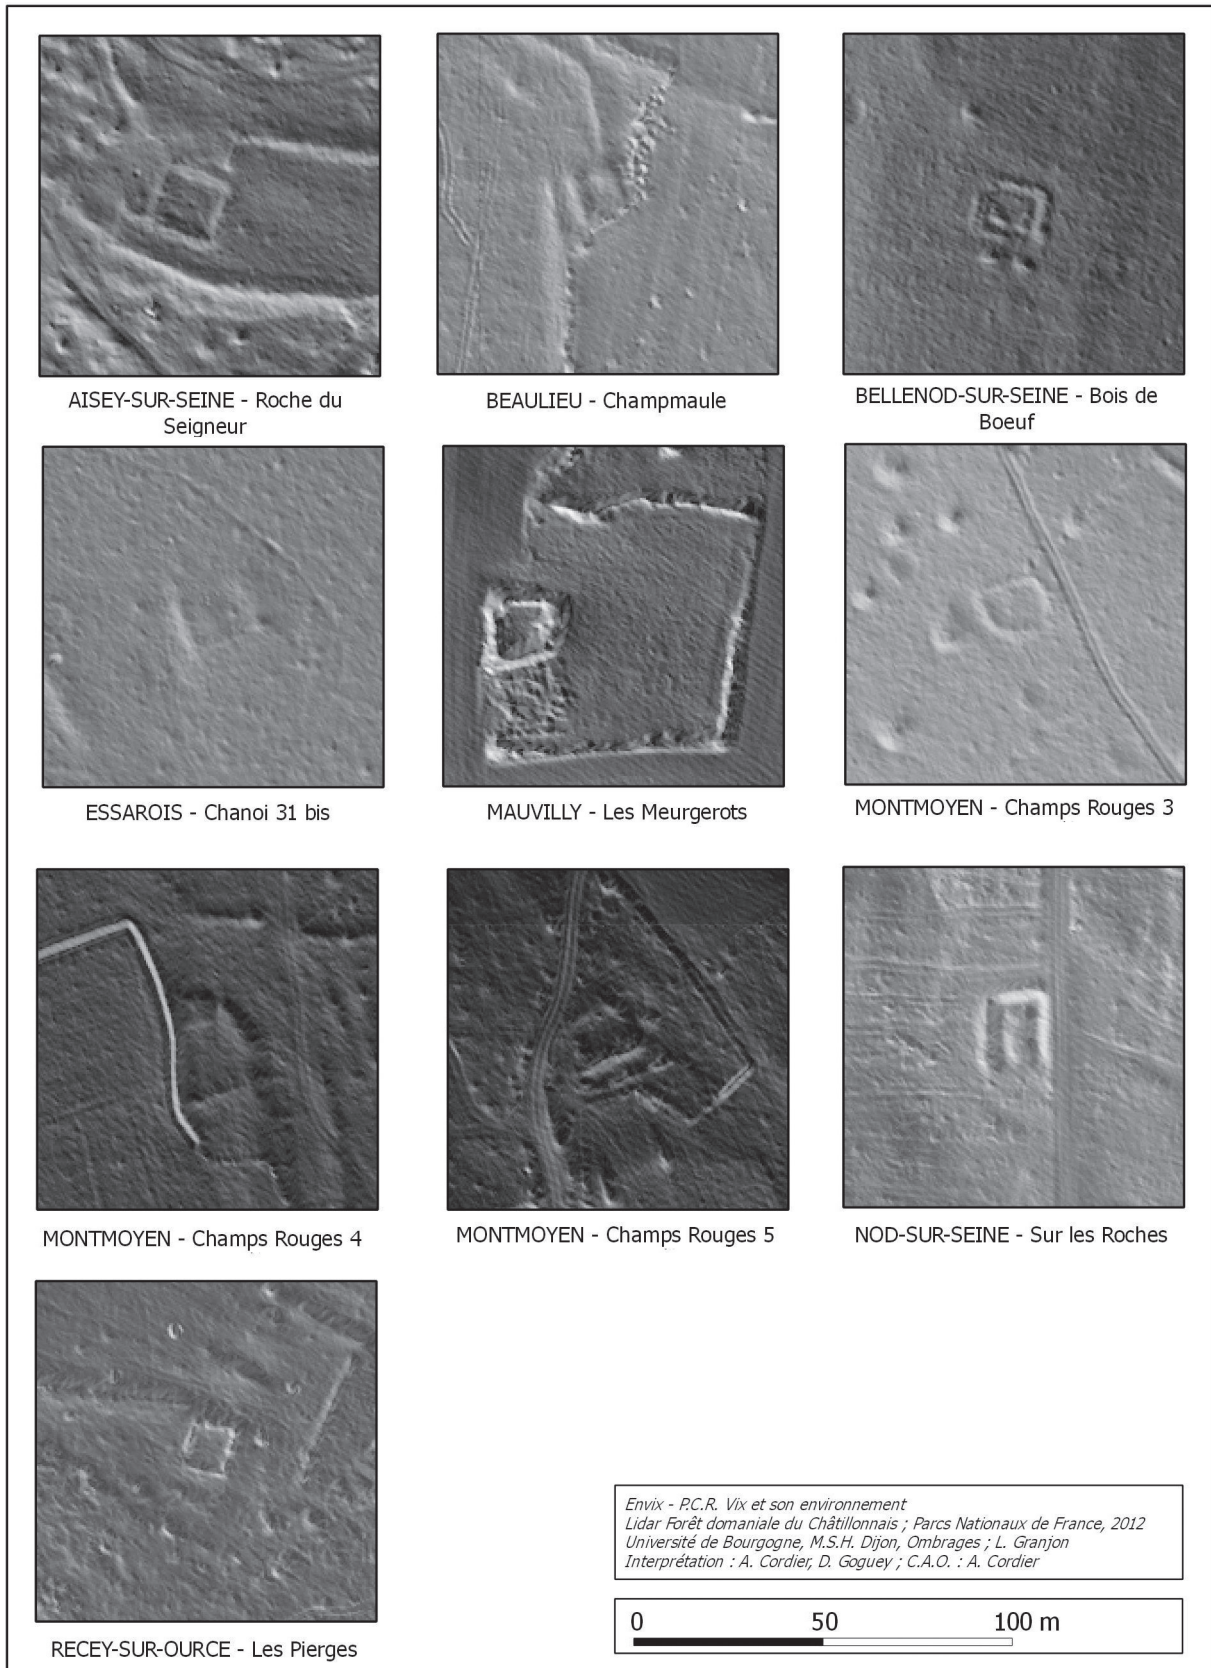 AISEY-SUR-SEINE - Roche du
Seigneur
BEAULIEU - Champmaule
BELLENOD-SUR-SEINE - Bois de
Boeuf
ESSAROIS - Chanoi 31 bis
MAUVILLY - Les Meurgerots
MONTMOYEN - Champs Rouges 3
MONTMOYEN - Champs Rouges 4
MONTMOYEN - Champs Rouges 5
NOD-SUR-SEINE - Sur les Roches
RECEY-SUR-OURCE - Les Pierges
Envix - P.C.R. Vix et son environnement
Lidar Forêt domaniale du Châtillonnais ; Parcs Nationaux de France, 2012
Université de Bourgogne, M.S.H. Dijon, Ombrages ; L. Granjon
Interprétation : A. Cordier, D. Goguey ; C.A.O. : A. Cordier
0 50 100 m